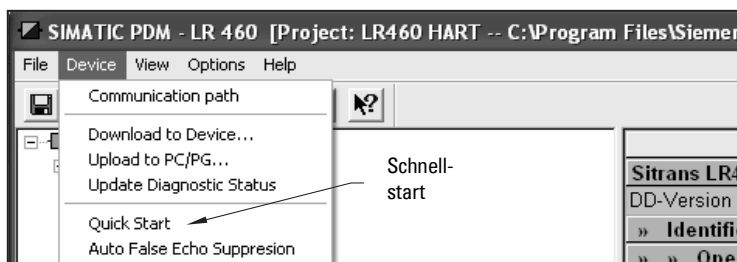 SIMATIC PDM - LR 460 [Project: LR460 HART -- C:\Program Files\Siemen
File Device View Options Help
Communication path
Download to Device...
Upload to PC/PG...
Update Diagnostic Status
Quick Start
Auto False Echo Suppresion
Schnell-
start
Sitrans LR4
DD-Version
» Identifi
» » Ope